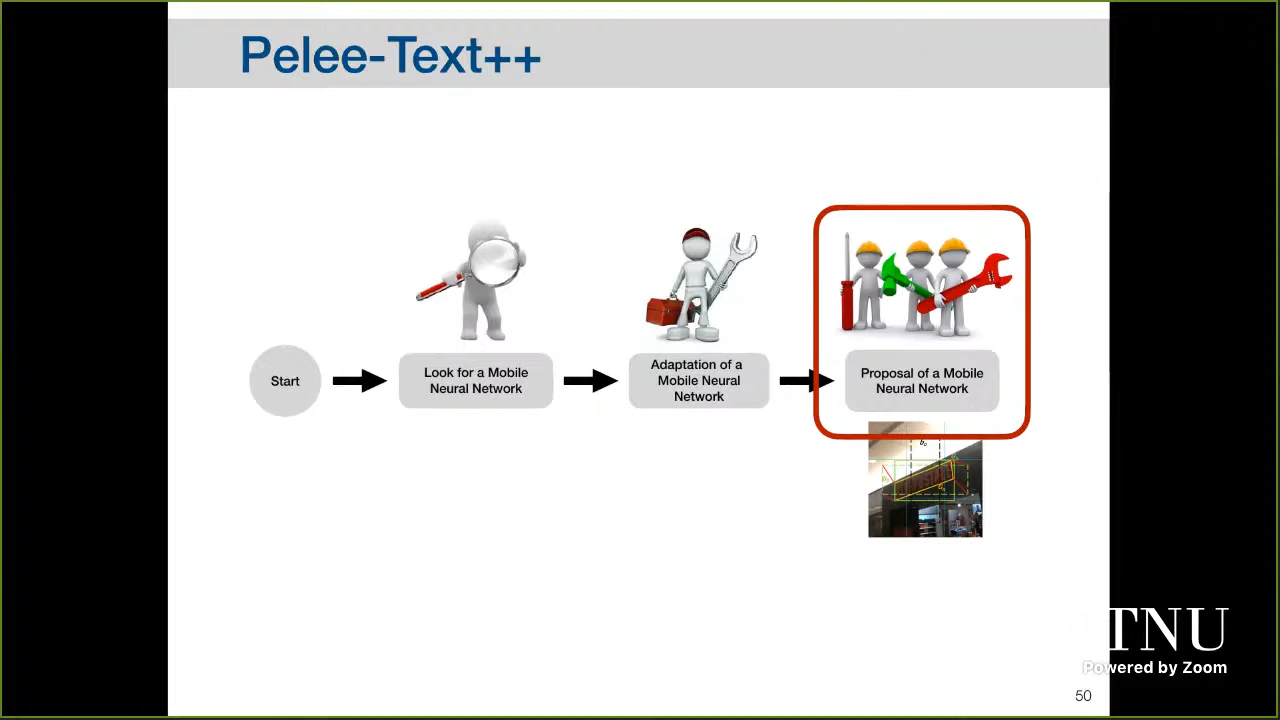 Pelee-Text++
Start
Look for a Mobile
Neural Network
Adaptation of a
Mobile Neural
Network
Proposal of a Mobile
Neural Network
TNU
Powered by Zoom
50